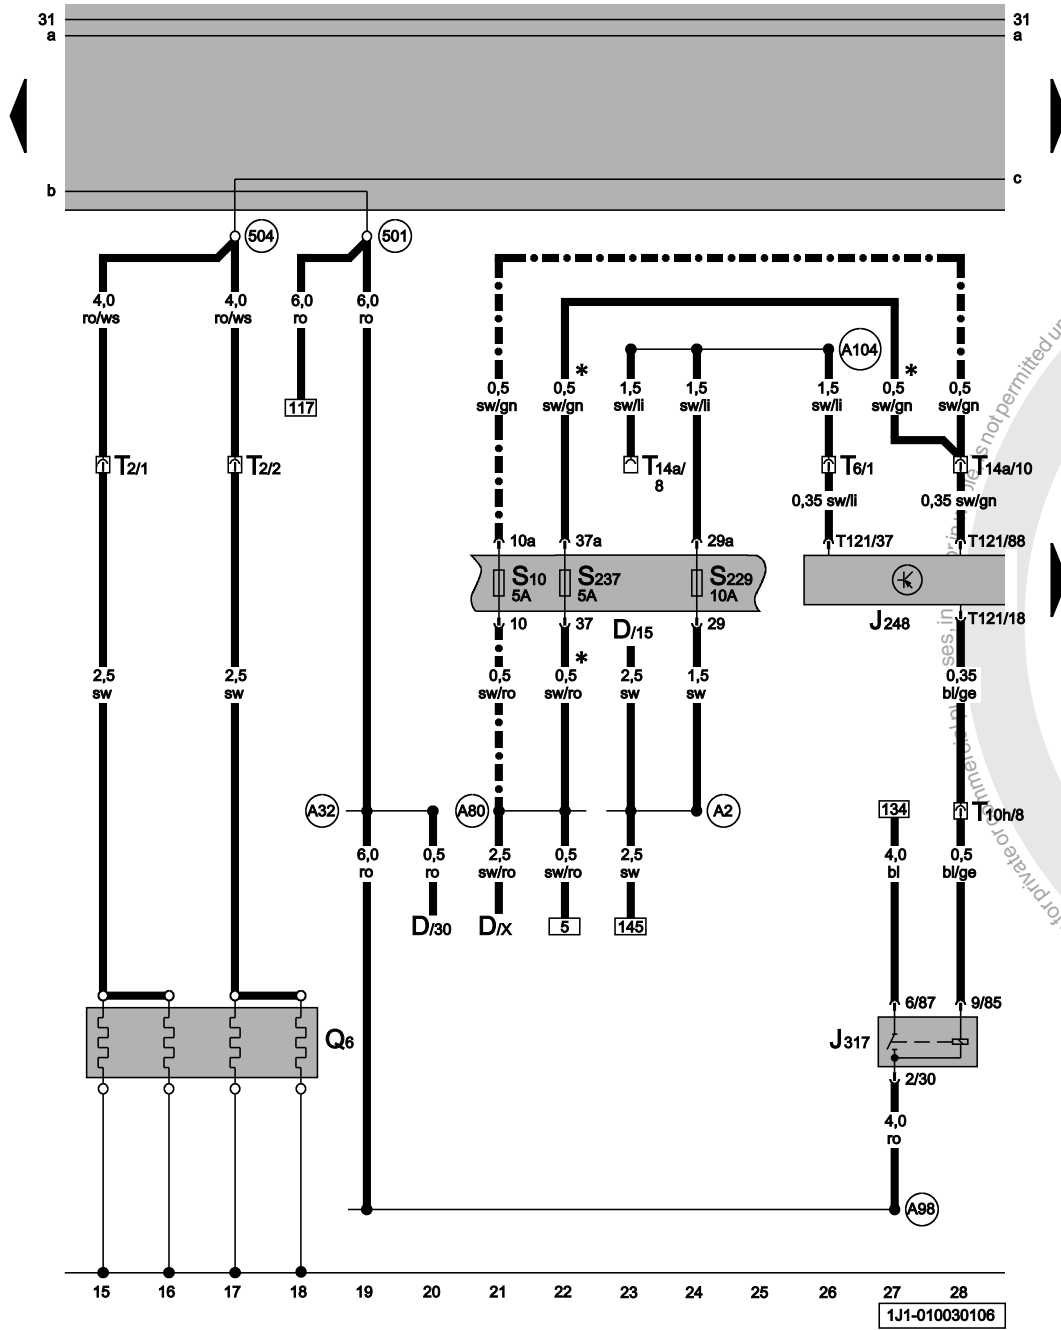 31 31
a a
b c
504 501
4,0 4,0 6,0 6,0
ro/ws ro/ws ro ro
117
A104
* *
0,5 0,5 1,5 1,5 1,5 0,5 0,5
sw/gn sw/gn sw/li sw/li sw/li sw/gn sw/gn
T2/1 T2/2 T14a/ T6/1 T14a/10
8
0,35 sw/li 0,35 sw/gn
10a 37a 29a T121/37 T121/88
S10 S237 S229
5A 5A 10A
10 37 D/15 29 J248 T121/18
*
2,5 2,5 0,5 0,5 2,5 1,5 0,35
sw sw sw/ro sw/ro sw sw bl/ge
A32 A80 A2 134 T10h/8
6,0 0,5 2,5 0,5 2,5 4,0 0,5
ro ro sw/ro sw/ro sw bl bl/ge
D/30 D/X 5 145
6/87 9/85
Q6 J317
2/30
4,0
ro
A98
15 16 17 18 19 20 21 22 23 24 25 26 27 28
1J1-010030106
for private or commercial purposes, in
is not permitted